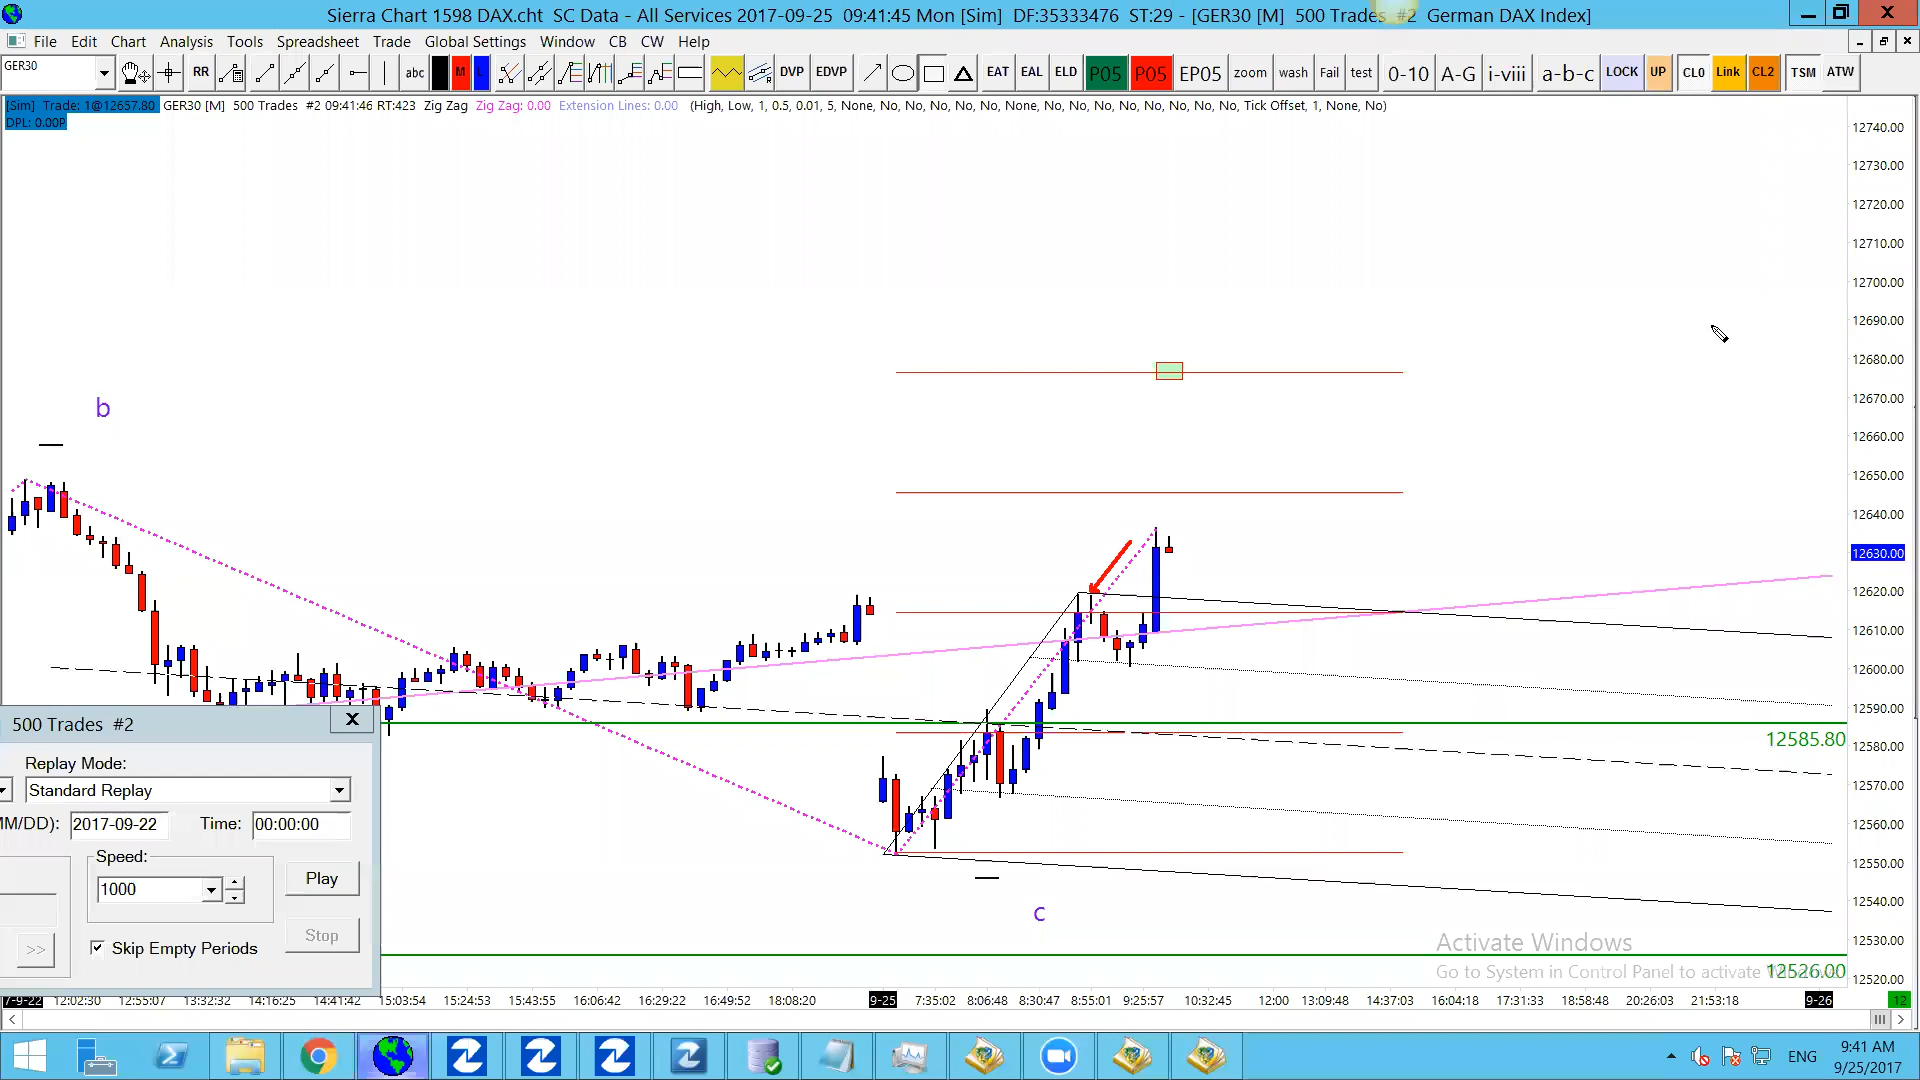 Sierra Chart 1598 DAX.cht SC Data - All Services 2017-09-25 09:41:45 Mon [Sim] DF:35333476 ST:29 - [GER30 [M] 500 Trades #2 German DAX Index]
File Edit Chart Analysis Tools Spreadsheet Trade Global Settings Window CB CW Help
GER30 RR abc M L DVP EDVP EAT EAL ELD P05 P05 EP05 zoom wash Fail test 0-10 A-G i-viii a-b-c LOCK UP CL0 Link CL2 TSM ATW
[Sim] Trade: 1@12657.80 GER30 [M] 500 Trades #2 09:41:46 RT:423 Zig Zag Zig Zag: 0.00 Extension Lines: 0.00 (High, Low, 1, 0.5, 0.01, 5, None, No, No, No, No, No, None, No, No, No, No, No, No, No, No, Tick Offset, 1, None, No)
DPL: 0.00P
12740.00
12730.00
12720.00
12710.00
12700.00
12690.00
12680.00
12670.00
12660.00
12650.00
12640.00
12630.00
12620.00
12610.00
12600.00
12590.00
12580.00
12570.00
12560.00
12550.00
12540.00
12530.00
12520.00
b
c
12585.80
12526.00
500 Trades #2
X
Replay Mode:
Standard Replay
MM/DD): 2017-09-22 Time: 00:00:00
Speed:
1000
Play
>>
Skip Empty Periods
Stop
Activate Windows
Go to System in Control Panel to activate
7-9-22 12:02:30 12:55:07 13:32:32 14:16:25 14:41:42 15:03:54 15:24:53 15:43:55 16:06:42 16:29:22 16:49:52 18:08:20 9-25 7:35:02 8:06:48 8:30:47 8:55:01 9:25:57 10:32:45 12:00 13:09:48 14:37:03 16:04:18 17:31:33 18:58:48 20:26:03 21:53:18 9-26 12
ENG
9:41 AM
9/25/2017